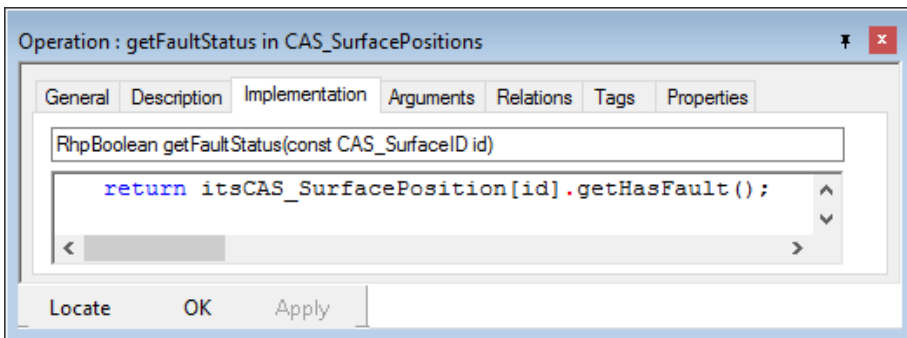 Operation : getFaultStatus in CAS_SurfacePositions
General Description Implementation Arguments Relations Tags Properties
RhpBoolean getFaultStatus(const CAS_SurfaceID id)
return itsCAS_SurfacePosition[id].getHasFault();
Locate OK Apply